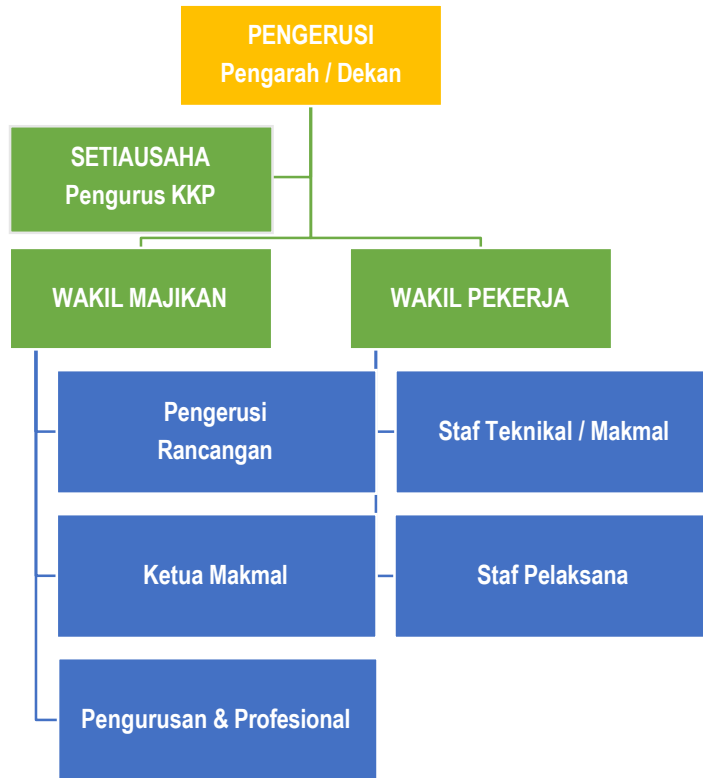 PENGERUSI
Pengarah / Dekan
SETIAUSAHA
Pengurus KKP
WAKIL MAJIKAN
WAKIL PEKERJA
Pengerusi
Rancangan
Staf Teknikal / Makmal
Ketua Makmal
Staf Pelaksana
Pengurusan & Profesional